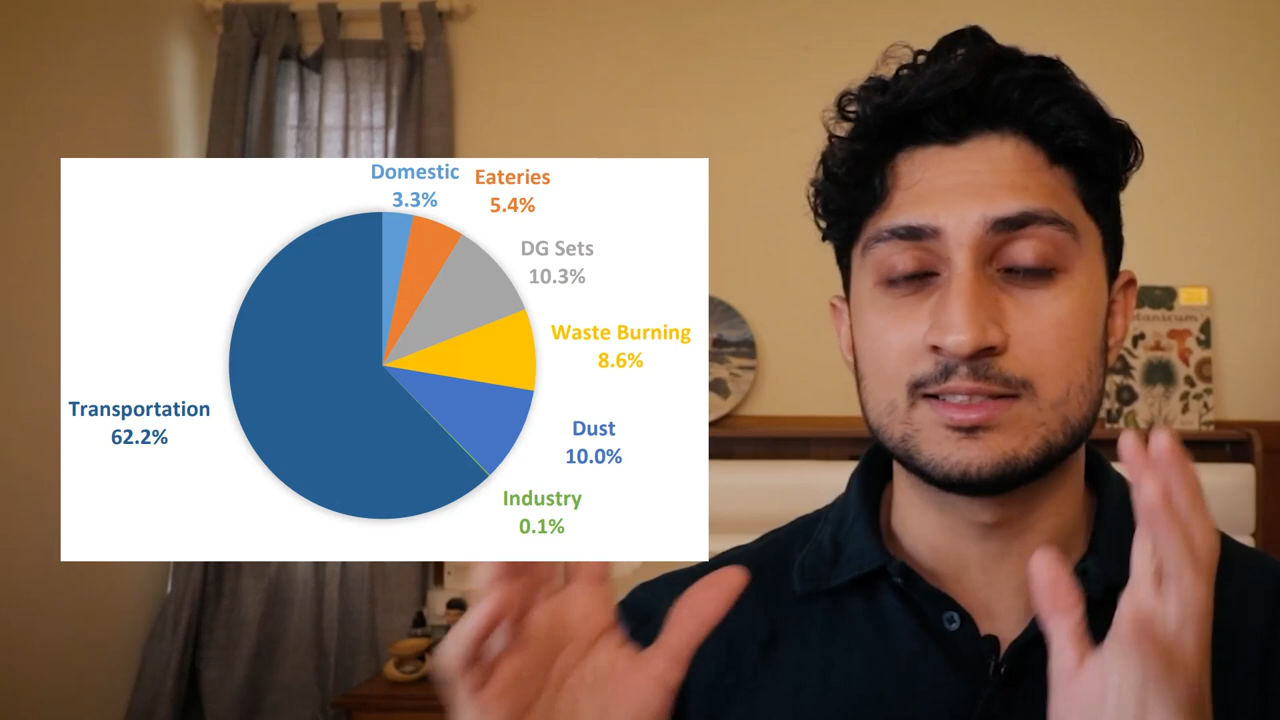 Domestic
3.3%
Eateries
5.4%
DG Sets
10.3%
Waste Burning
8.6%
Transportation
62.2%
Dust
10.0%
Industry
0.1%